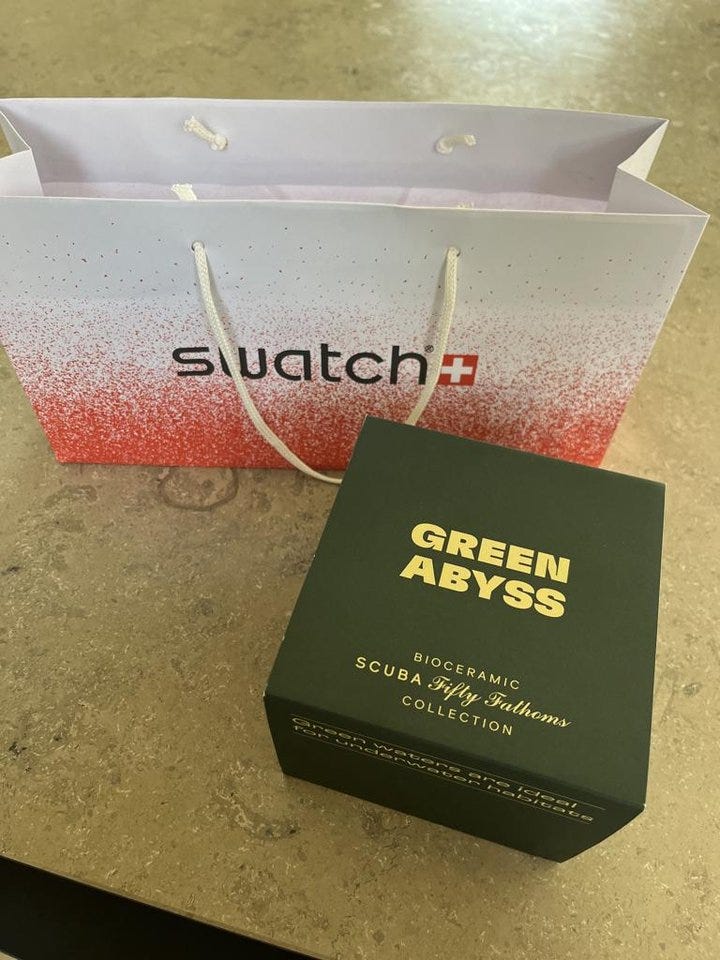 swatch®
GREEN
ABYSS
BIOCERAMIC
SCUBA Fifty Fathoms
COLLECTION
Green waters are ideal
for underwater habitats